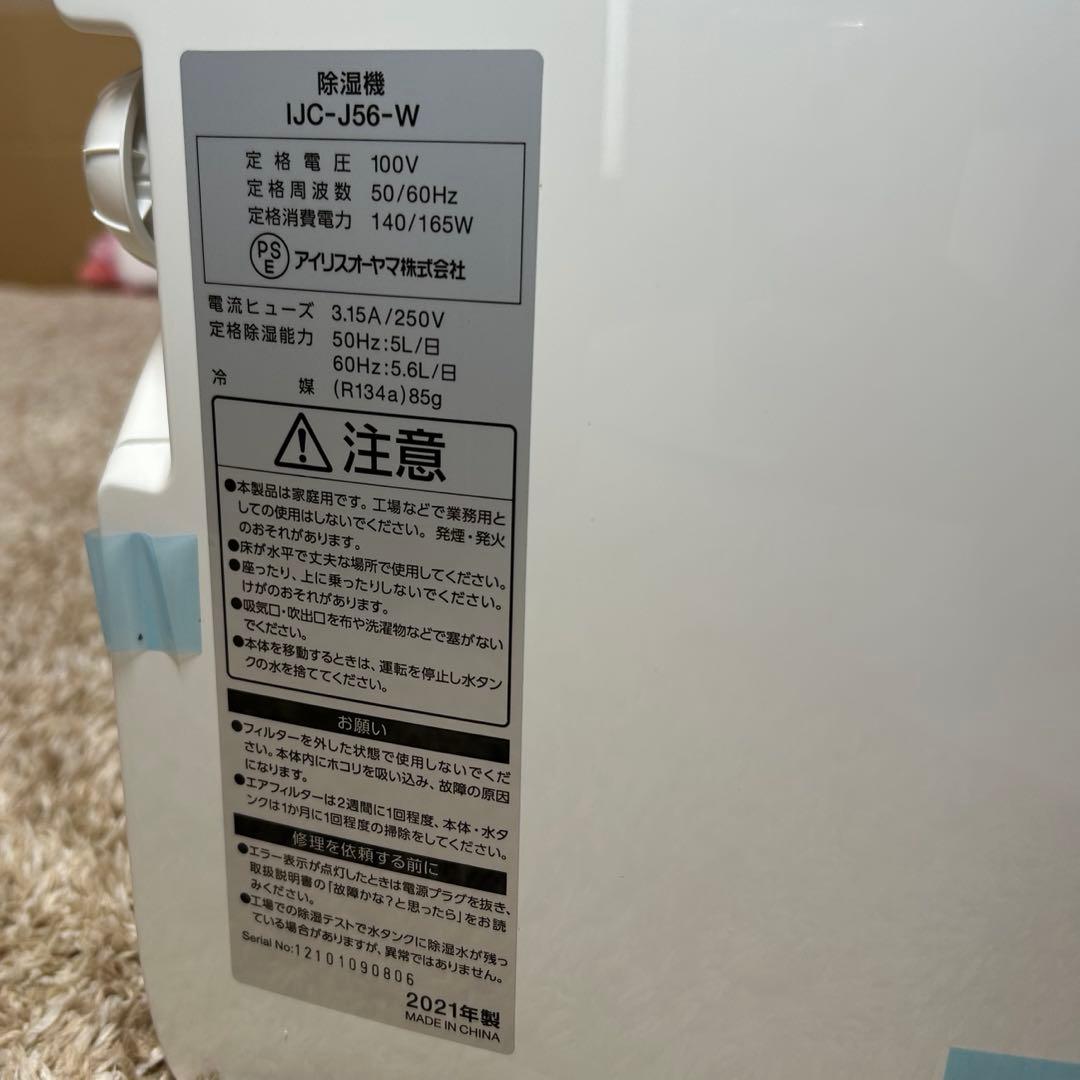 除湿機
IJC-J56-W
定格電圧 100V
定格周波数 50/60Hz
定格消費電力 140/165W
PSE アイリスオーヤマ株式会社
電流ヒューズ 3.15A/250V
定格除湿能力 50Hz:5L/日
60Hz:5.6L/日
冷媒 (R134a)85g
注意
●本製品は家庭用です。工場などで業務用と
しての使用はしないでください。発煙・発火
のおそれがあります。
●床が水平で丈夫な場所で使用してください。
●座ったり、上に乗ったりしないでください。
けがのおそれがあります。
●吸気口・吹出口を布や洗濯物などで塞がない
でください。
●本体を移動するときは、運転を停止し水タン
クの水を捨ててください。
お願い
●フィルターを外した状態で使用しないでくだ
さい。本体内にホコリを吸い込み、故障の原因
になります。
●エアフィルターは2週間に1回程度、本体・水タ
ンクは1か月に1回程度の掃除をしてください。
修理を依頼する前に
●エラー表示が点灯したときは電源プラグを抜き、
取扱説明書の「故障かな?と思ったら」をお読
みください。
●工場での除湿テストで水タンクに除湿水が残っ
ている場合がありますが、異常ではありません。
Serial No:12101090806
2021年製
MADE IN CHINA